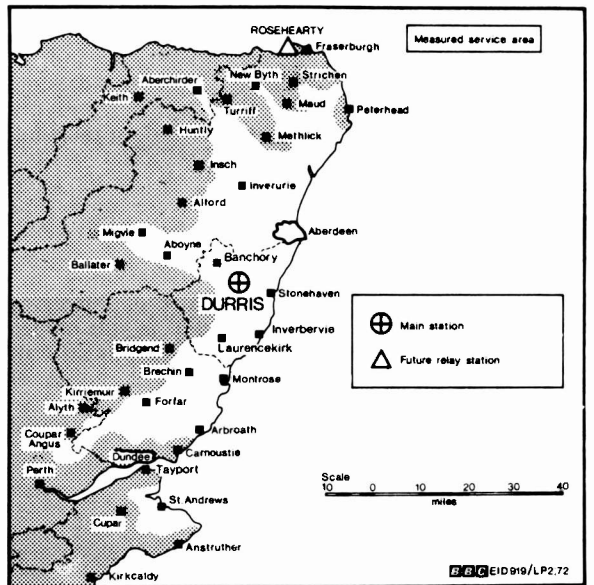 ROSEHEARTY
Fraserburgh
Measured service area
New Byth
Strichen
Aberchirder
Keith
Turriff
Maud
Peterhead
Huntly
Methlick
Insch
Inverurie
Alford
Migvie
Aberdeen
Aboyne
Banchory
Ballater
DURRIS
Stonehaven
Main station
Inverbervie
Laurencekirk
Bridgend
Future relay station
Brechin
Montrose
Kirriemuir
Alyth
Forfar
Coupar
Angus
Arbroath
Carnoustie
Dundee
Perth
Tayport
Scale
10 0 10 20 30 40
miles
St Andrews
Cupar
Anstruther
Kirkcaldy
BBC EID919/LP2.72